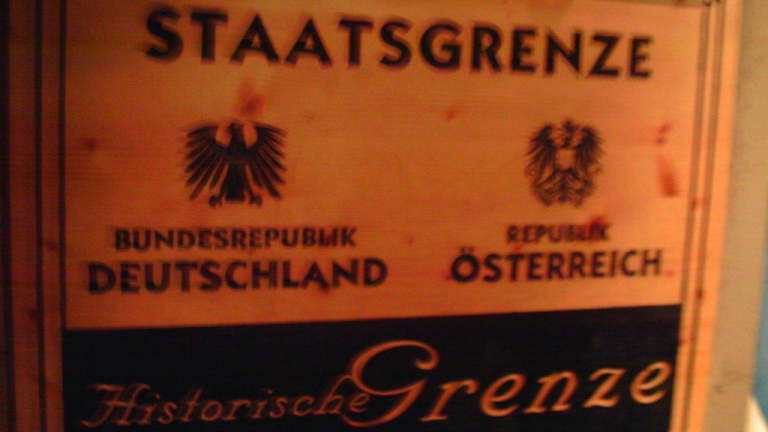 STAATSGRENZE
BUNDESREPUBLIK
DEUTSCHLAND
REPUBLIK
ÖSTERREICH
Historische Grenze